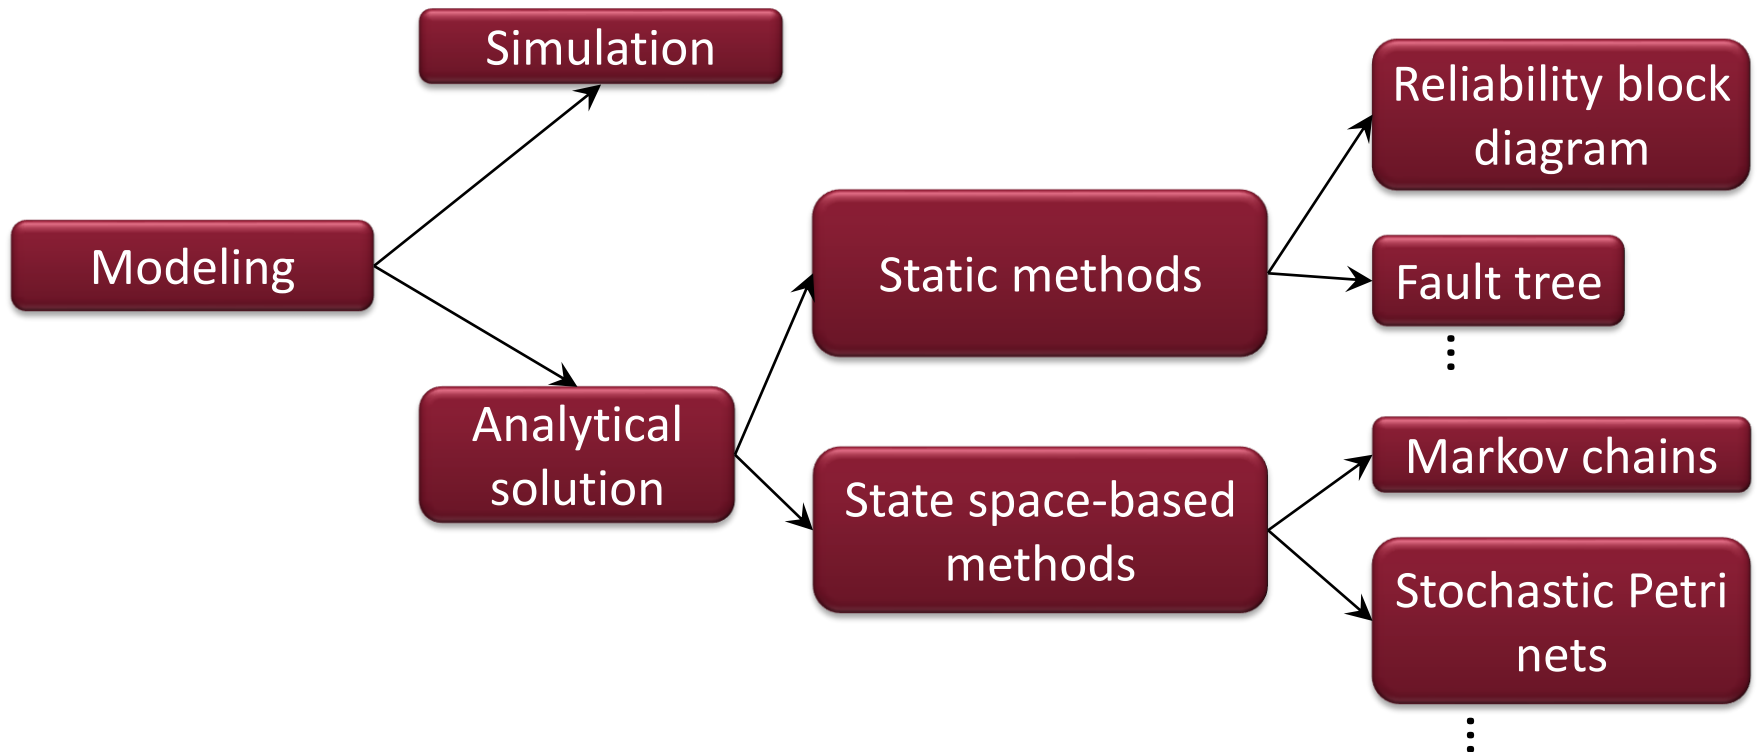 Simulation
Reliability block
diagram
Modeling
Static methods
Fault tree
Analytical
solution
State space-based
methods
Markov chains
Stochastic Petri
nets